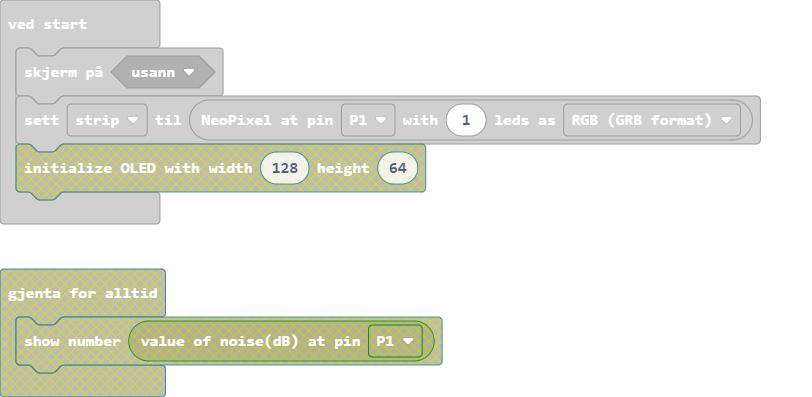 ved start
skjerm på usann
sett strip til NeoPixel at pin P1 with 1 leds as RGB (GRB format)
initialize OLED with width 128 height 64
gjenta for alltid
show number value of noise(dB) at pin P1